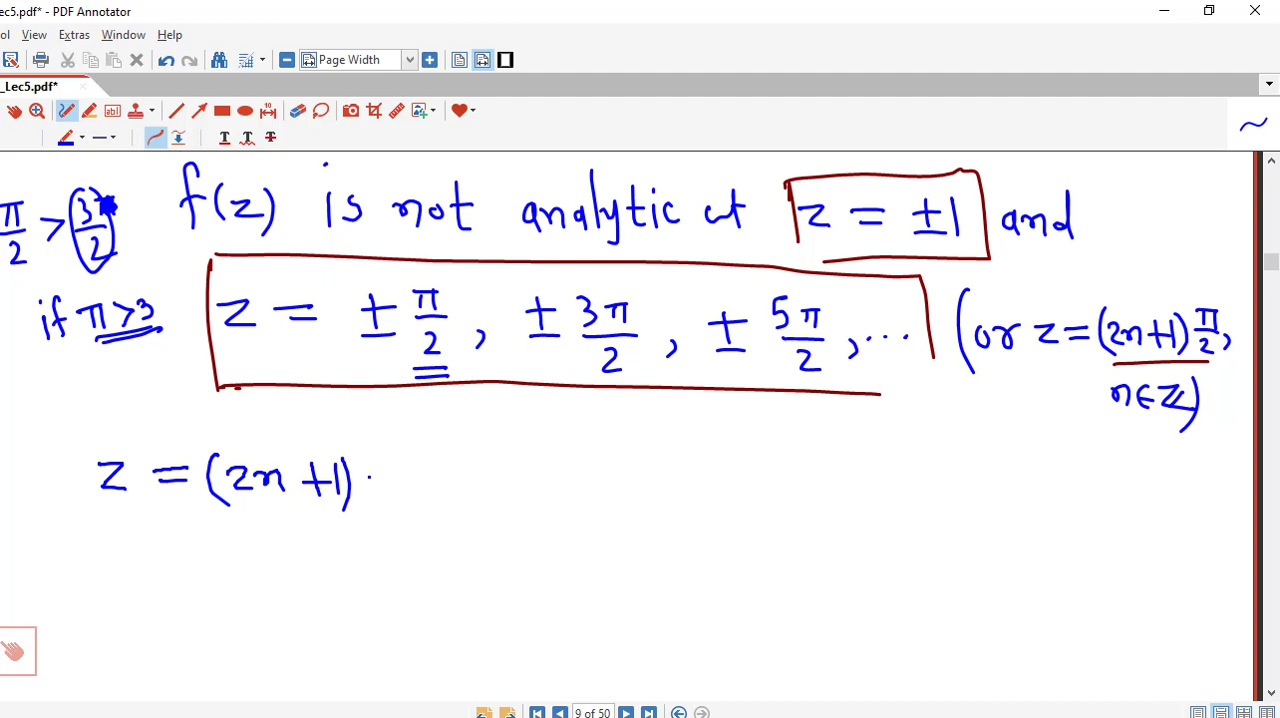 ec5.pdf* - PDF Annotator
ol View Extras Window Help
Page Width
_Lec5.pdf*
f(z) is not analytic at z = ±1 and
π/2 > 3/2
if π>3
z = ± π/2, ± 3π/2, ± 5π/2, ... (or z = (2n+1) π/2,
n∈ℤ)
z = (2n+1)
9 of 50